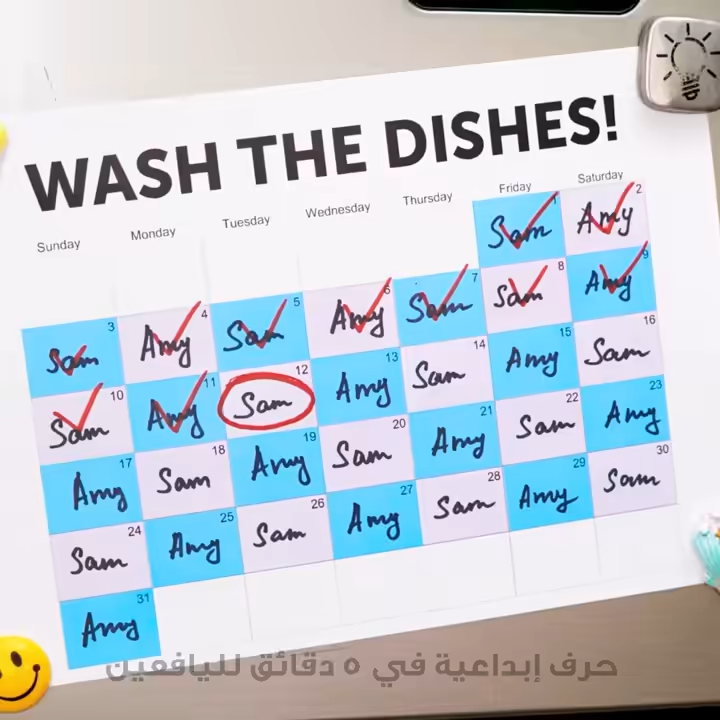 WASH THE DISHES!
Sunday Monday Tuesday Wednesday Thursday Friday Saturday
1 2
Sam Amy
3 4 5 6 7 8 9
Sam Amy Sam Amy Sam Sam Amy
10 11 12 13 14 15 16
Sam Amy Sam Amy Sam Amy Sam
17 18 19 20 21 22 23
Amy Sam Amy Sam Amy Sam Amy
24 25 26 27 28 29 30
Sam Amy Sam Amy Sam Amy Sam
31
Amy
حرف إبداعية في ٥ دقائق لليافعين